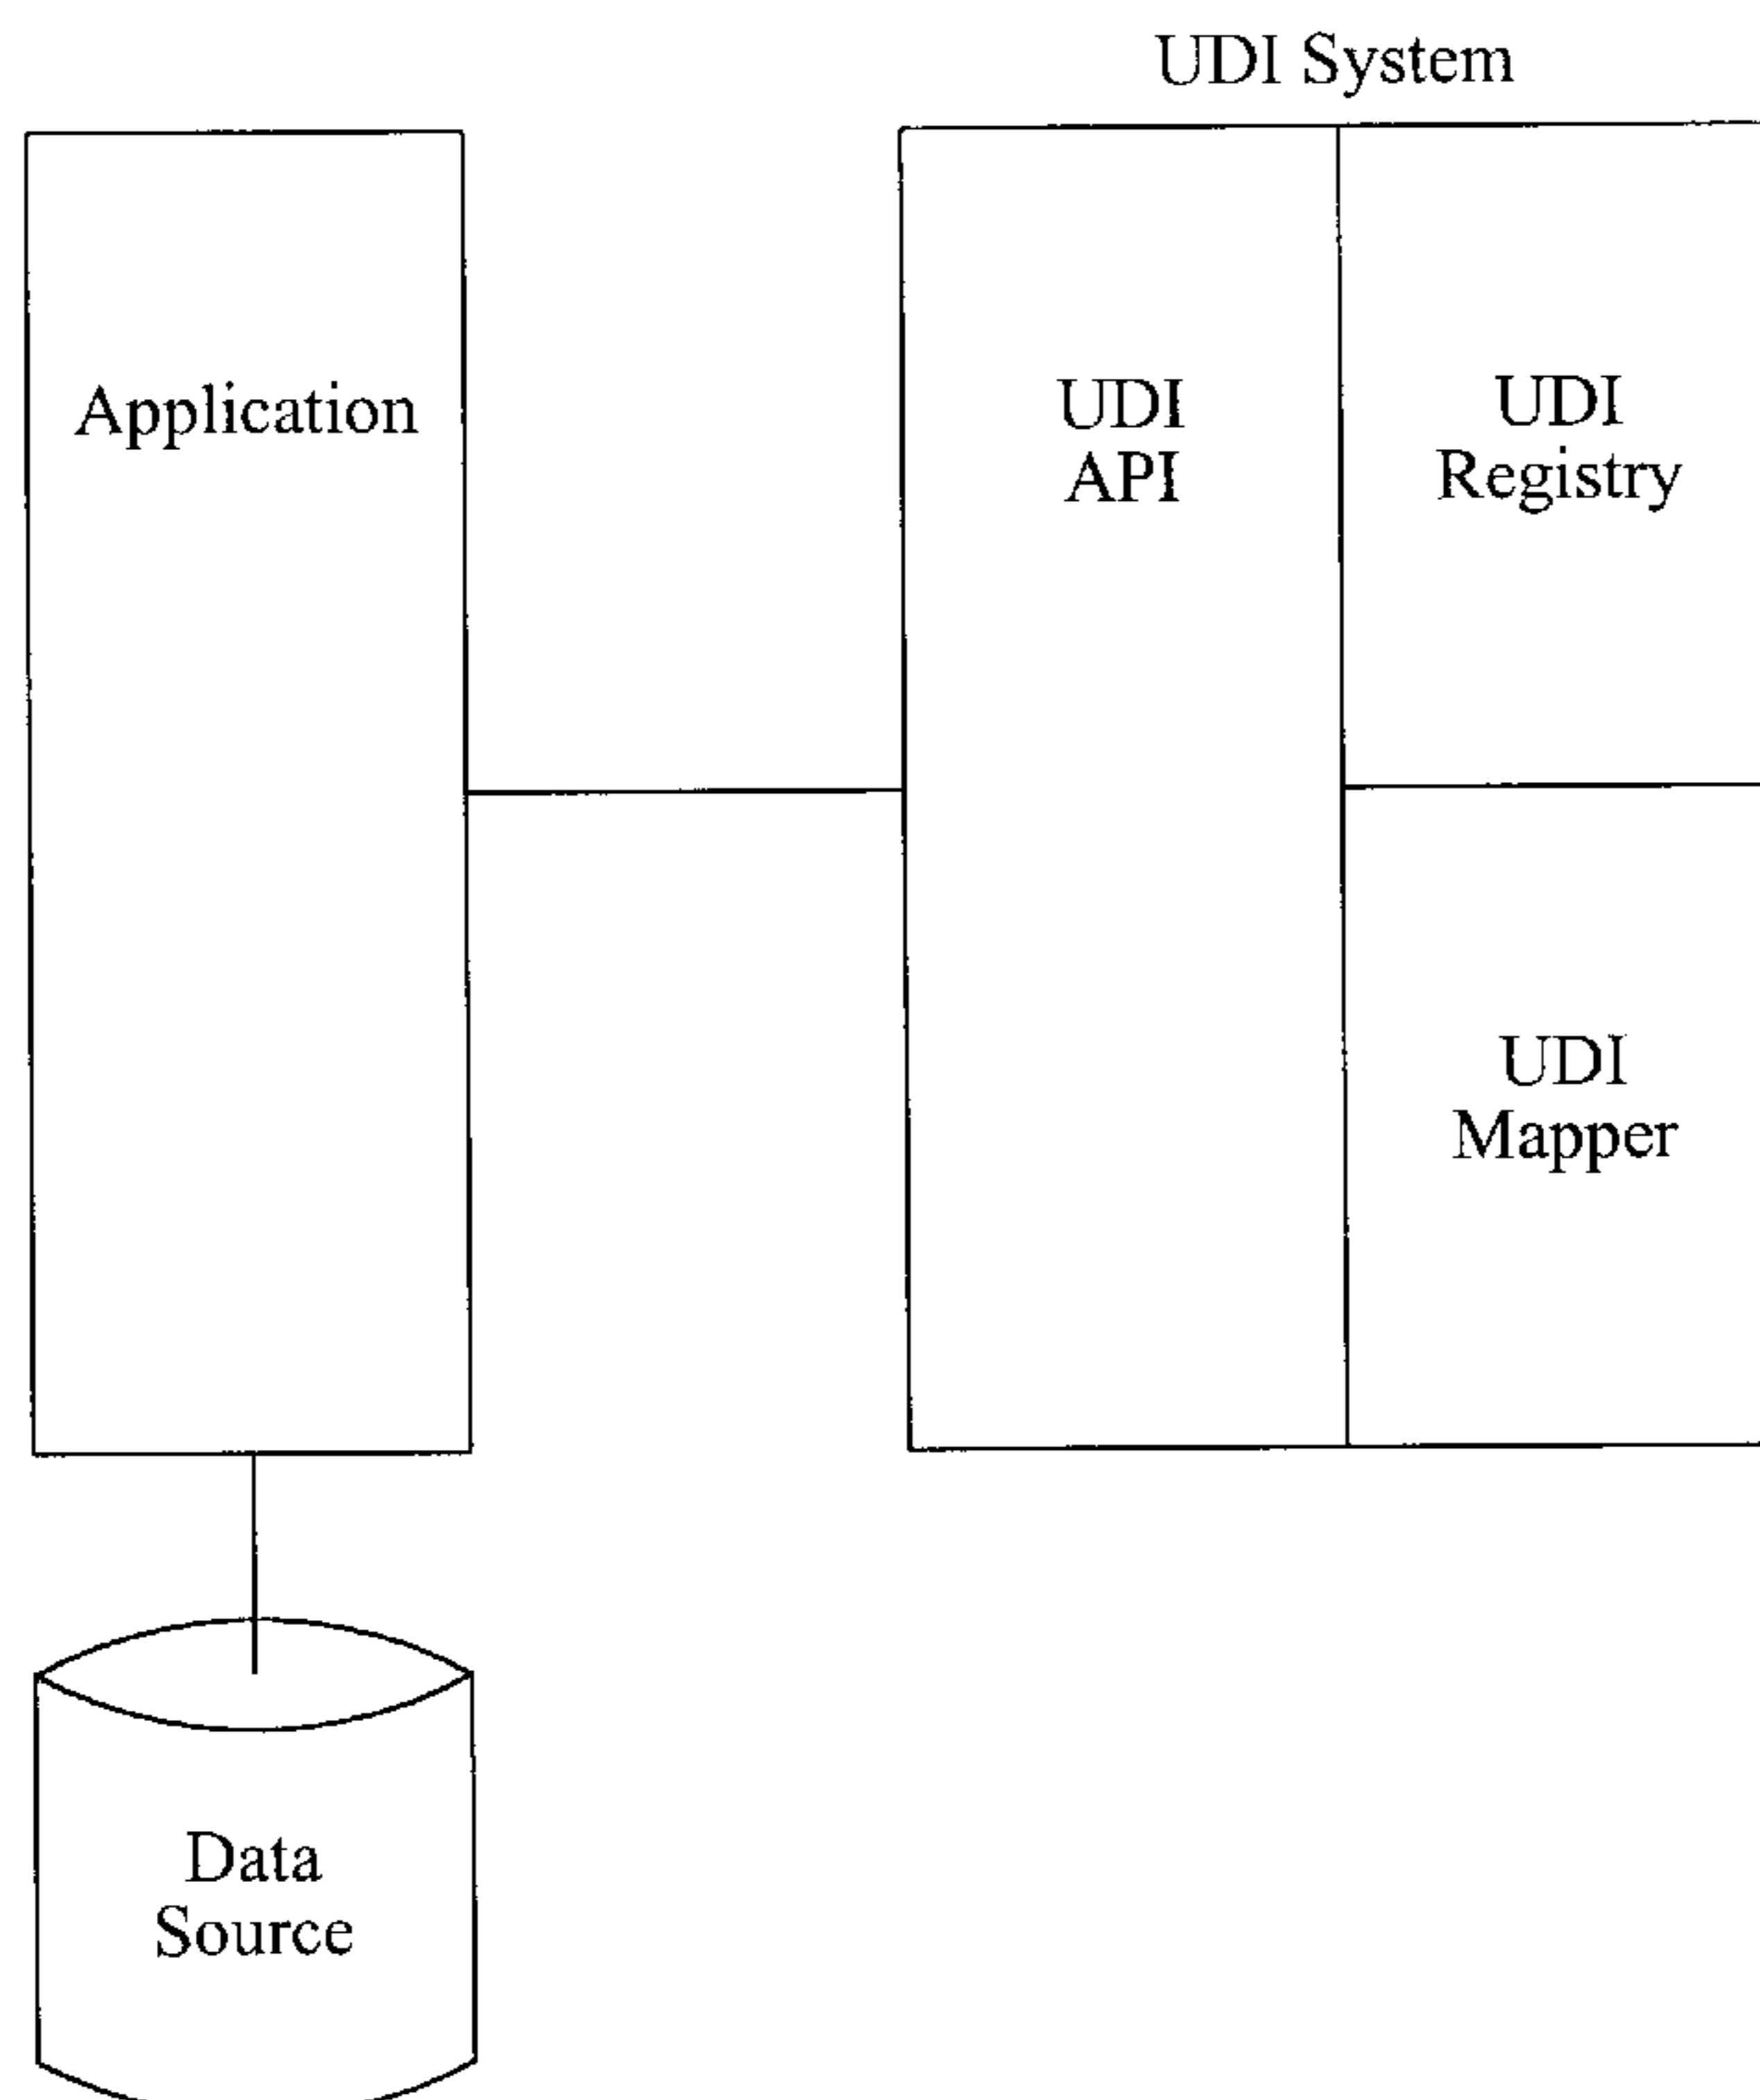 UDI System
Application
UDI
API
UDI
Registry
UDI
Mapper
Data
Source